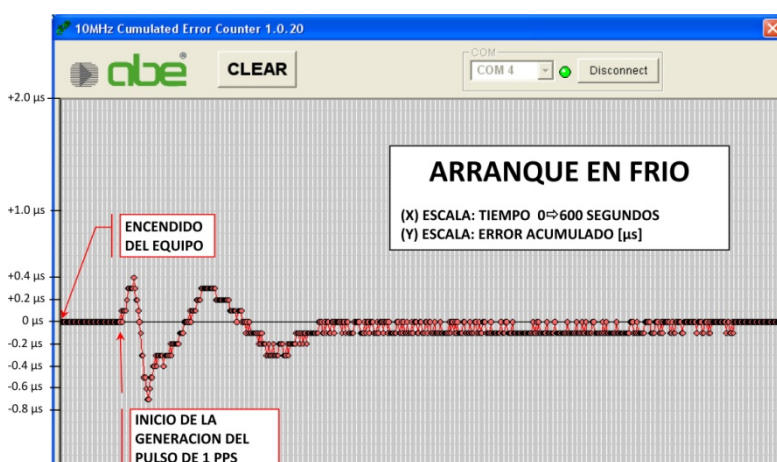 10MHz Cumulated Error Counter 1.0.20
abe®
CLEAR
COM
COM 4
Disconnect
+2.0 µs
ARRANQUE EN FRIO
(X) ESCALA: TIEMPO 0⇨600 SEGUNDOS
(Y) ESCALA: ERROR ACUMULADO [µs]
+1.0 µs
ENCENDIDO
DEL EQUIPO
+0.4 µs
+0.2 µs
0 µs
-0.2 µs
-0.4 µs
-0.6 µs
-0.8 µs
INICIO DE LA
GENERACION DEL
PULSO DE 1 PPS